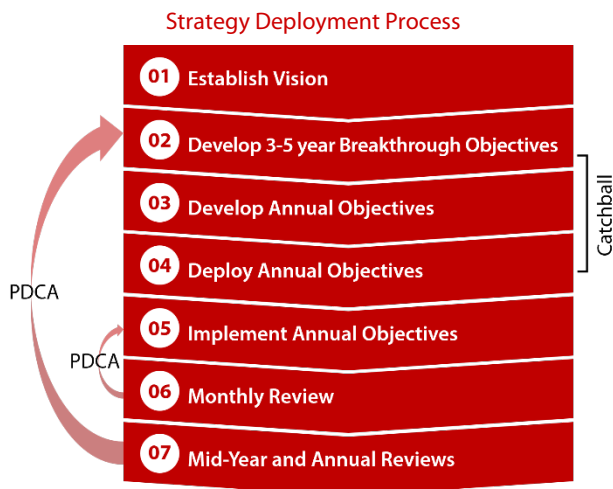 Strategy Deployment Process
01 Establish Vision
02 Develop 3-5 year Breakthrough Objectives
03 Develop Annual Objectives
04 Deploy Annual Objectives
Catchball
05 Implement Annual Objectives
06 Monthly Review
07 Mid-Year and Annual Reviews
PDCA
PDCA